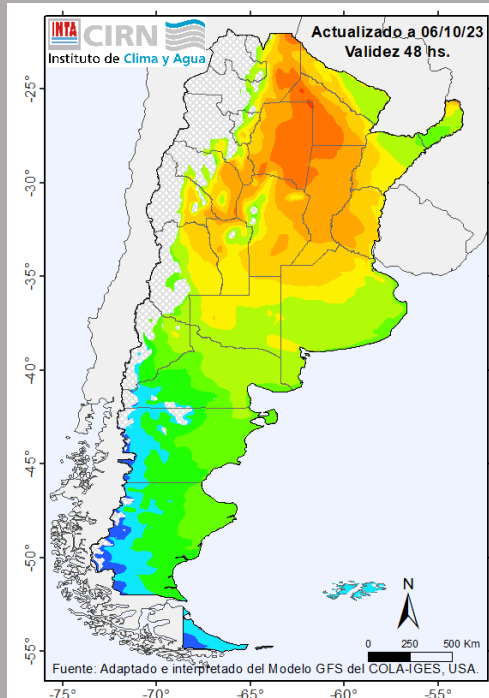 INTA CIRN
Instituto de Clima y Agua
Actualizado a 06/10/23
Validez 48 hs.
-25°
-30°
-35°
-40°
-45°
-50°
-55°
N
0 250 500 Km
Fuente: Adaptado e interpretado del Modelo GFS del COLA-IGES, USA.
-75° -70° -65° -60° -55°